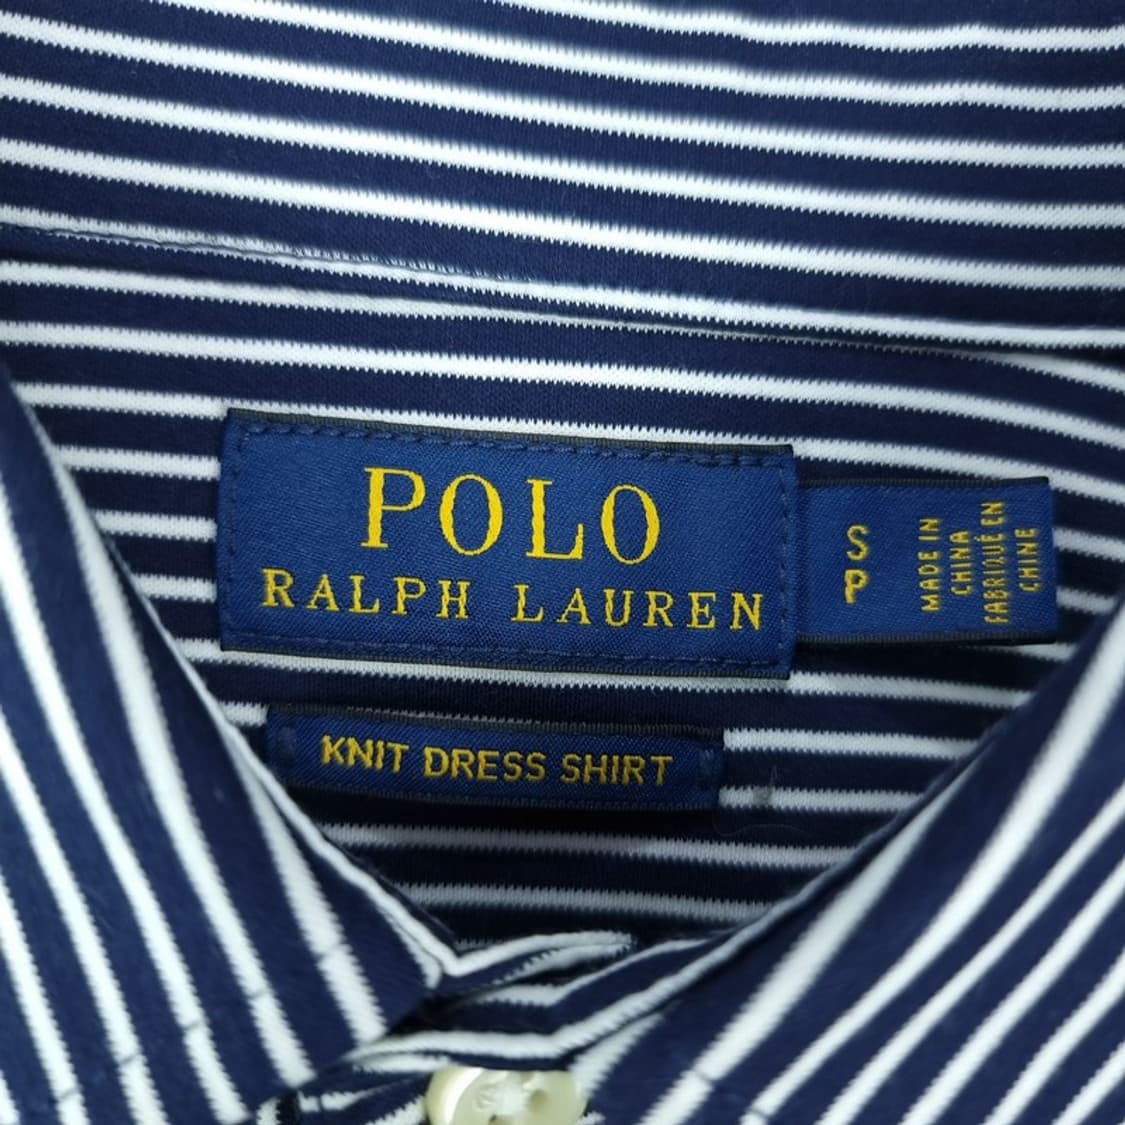 POLO
RALPH LAUREN
S
P
MADE IN
CHINA
FABRIQUÉ EN
CHINE
KNIT DRESS SHIRT